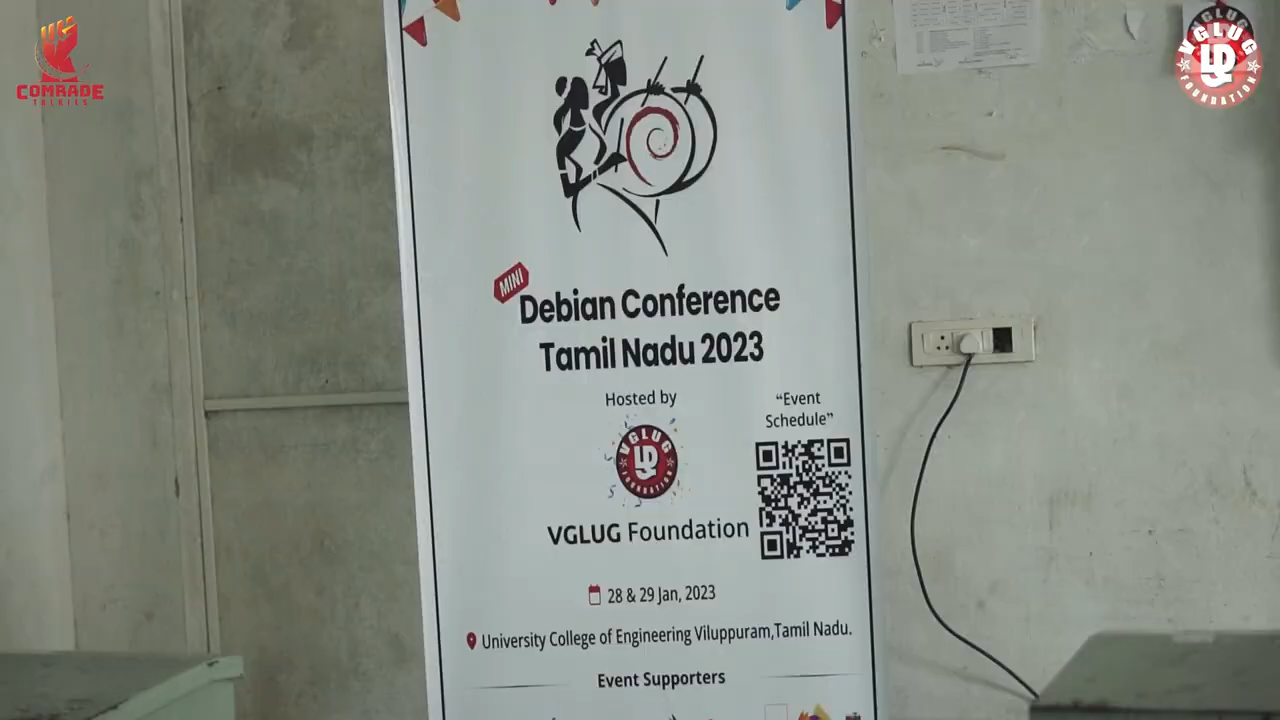 COMRADE
TALKIES
VGLUG
FOUNDATION
MINI
Debian Conference
Tamil Nadu 2023
Hosted by
VGLUG
FOUNDATION
VGLUG Foundation
“Event
Schedule”
28 & 29 Jan, 2023
University College of Engineering Viluppuram,Tamil Nadu.
Event Supporters